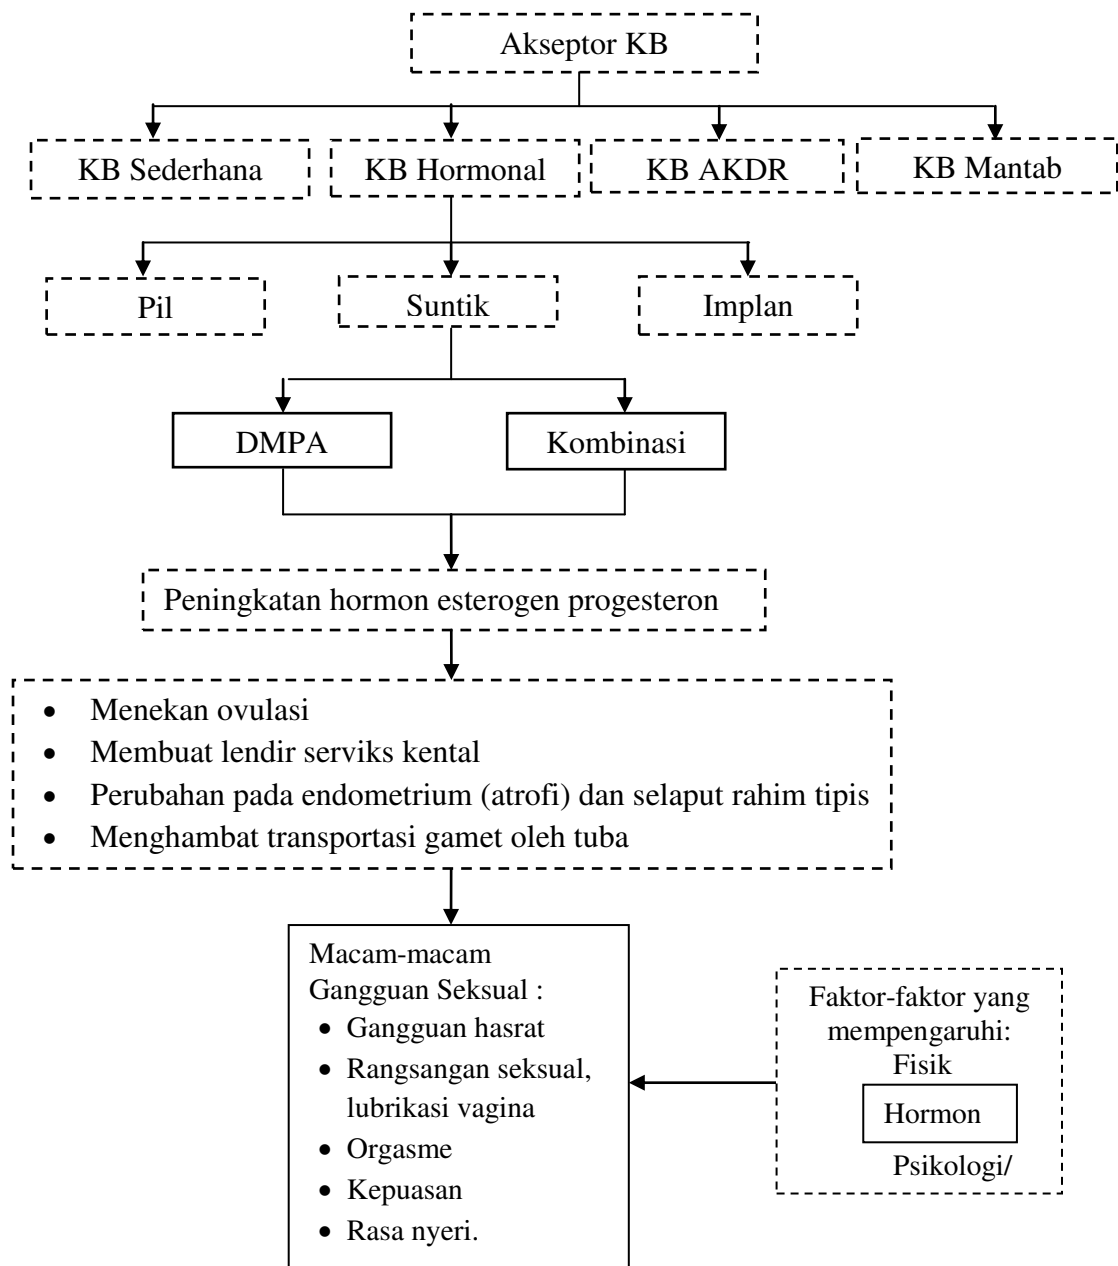 Akseptor KB
KB Sederhana
KB Hormonal
KB AKDR
KB Mantab
Pil
Suntik
Implan
DMPA
Kombinasi
Peningkatan hormon esterogen progesteron
• Menekan ovulasi
• Membuat lendir serviks kental
• Perubahan pada endometrium (atrofi) dan selaput rahim tipis
• Menghambat transportasi gamet oleh tuba
Macam-macam
Gangguan Seksual :
• Gangguan hasrat
• Rangsangan seksual,
lubrikasi vagina
• Orgasme
• Kepuasan
• Rasa nyeri.
Faktor-faktor yang
mempengaruhi:
Fisik
Hormon
Psikologi/